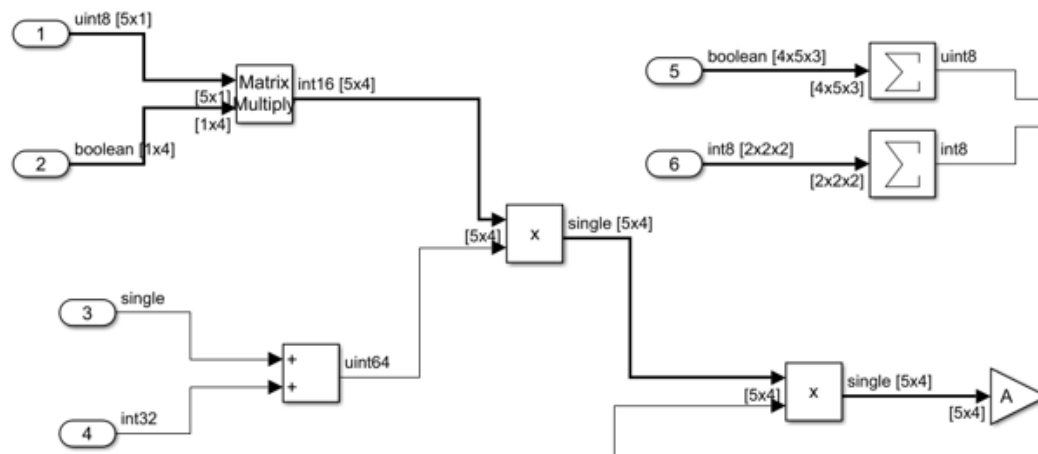 uint8 [5x1]
1
Matrix
Multiply
[5x1]
[1x4]
int16 [5x4]
boolean [1x4]
2
boolean [4x5x3]
5
[4x5x3]
uint8
int8 [2x2x2]
6
[2x2x2]
int8
[5x4]
x
single [5x4]
single
3
+
+
uint64
int32
4
[5x4]
x
single [5x4]
[5x4]
A